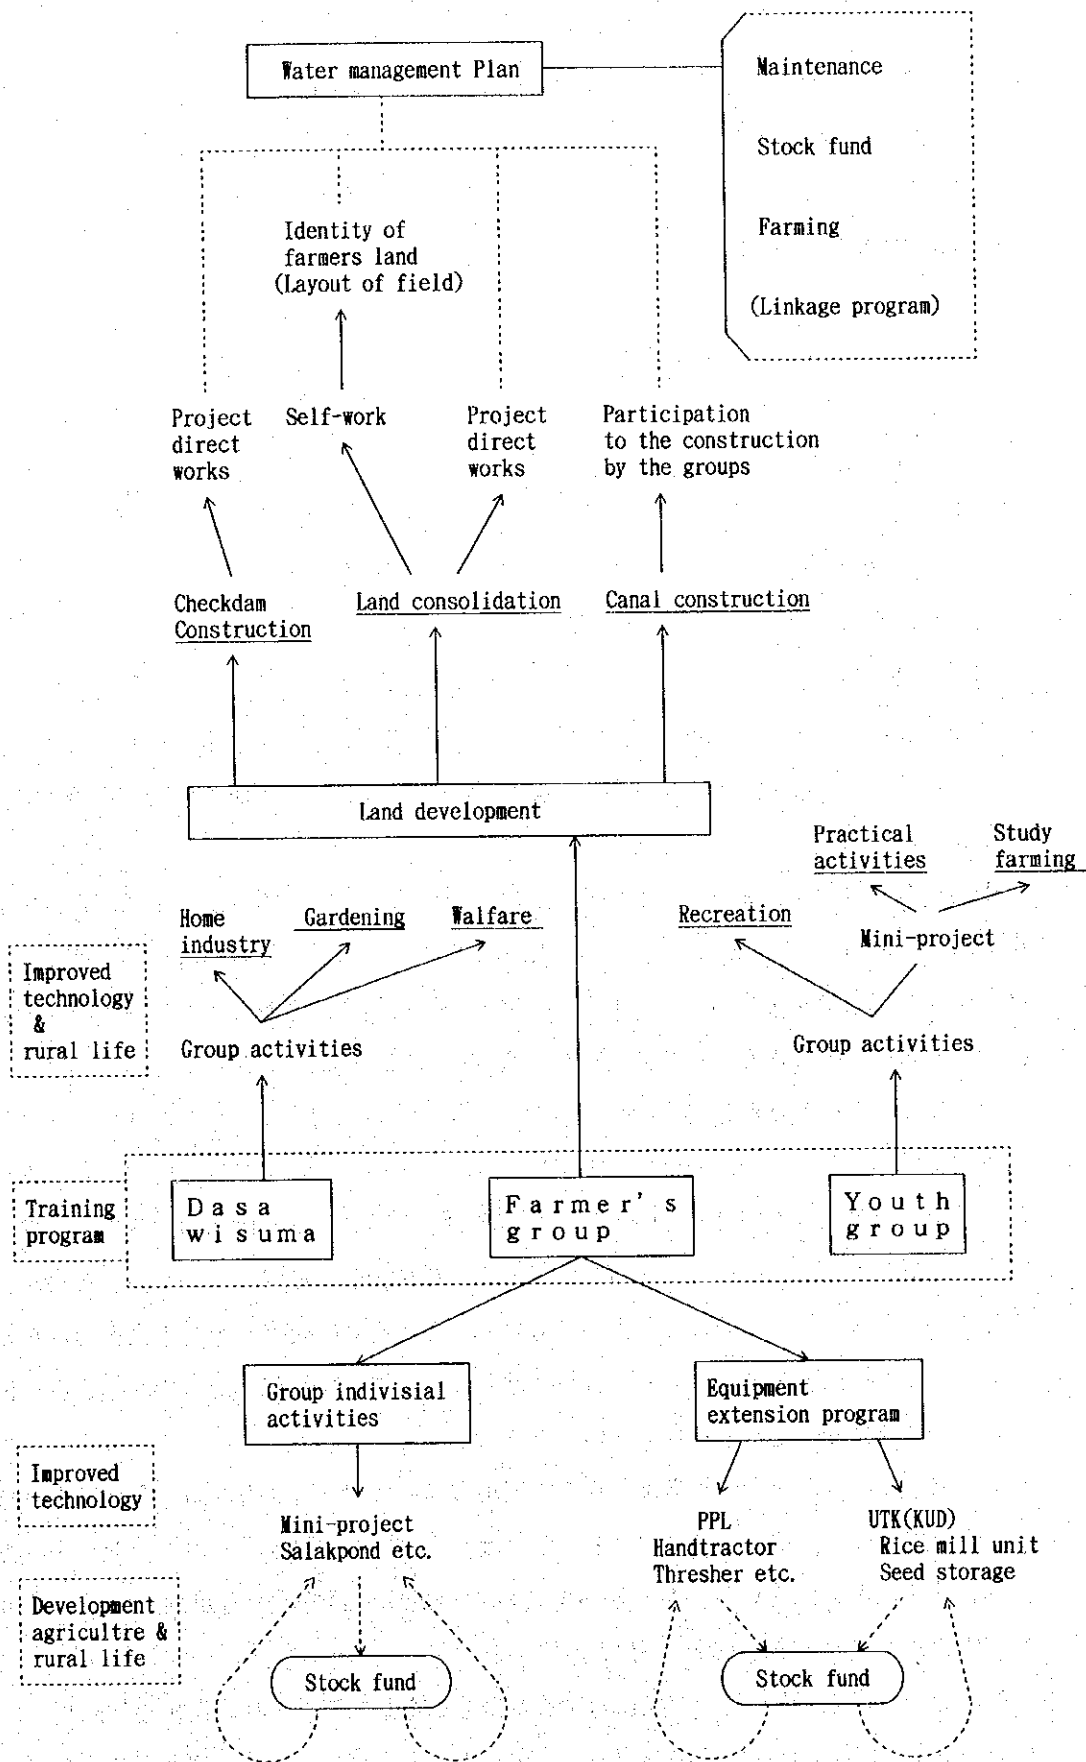 Water management Plan
Maintenance
Stock fund
Farming
(Linkage program)
Identity of
farmers land
(Layout of field)
Project
direct
works
Self-work
Project
direct
works
Participation
to the construction
by the groups
Checkdam
Construction
Land consolidation
Canal construction
Land development
Practical
activities
Study
farming
Home
industry
Gardening
Walfare
Recreation
Mini-project
Improved
technology
&
rural life
Group activities
Group activities
Training
program
Dasa
wisuma
Farmer's
group
Youth
group
Group indivisial
activities
Equipment
extension program
Improved
technology
Mini-project
Salakpond etc.
PPL
Handtractor
Thresher etc.
UTK(KUD)
Rice mill unit
Seed storage
Development
agricultre &
rural life
Stock fund
Stock fund